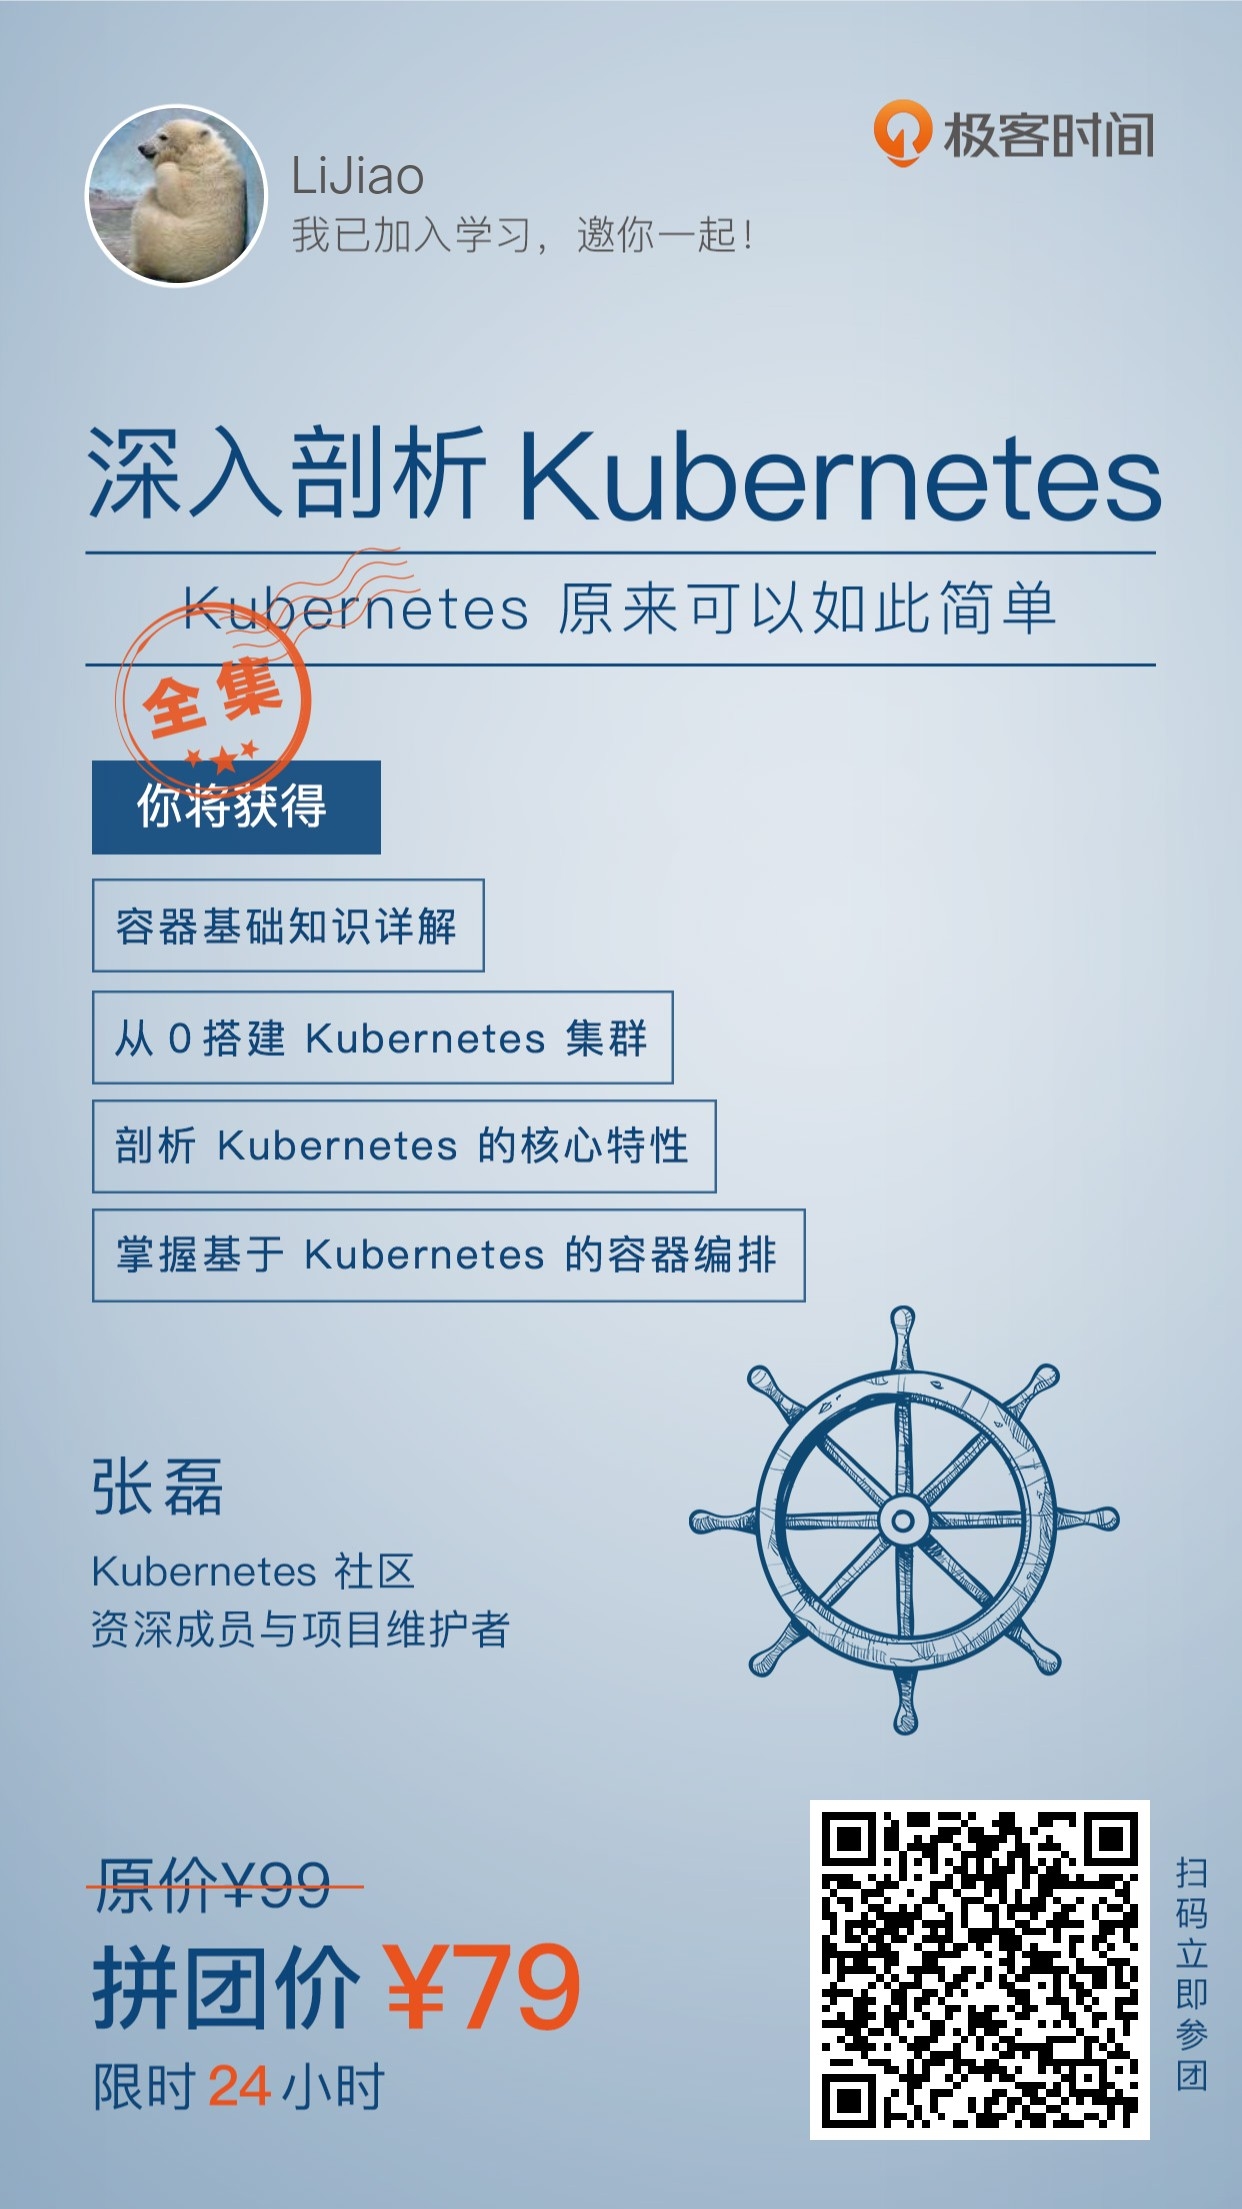 极客时间
LiJiao
我已加入学习，邀你一起！
深入剖析 Kubernetes
Kubernetes 原来可以如此简单
全集
你将获得
容器基础知识详解
从 0 搭建 Kubernetes 集群
剖析 Kubernetes 的核心特性
掌握基于 Kubernetes 的容器编排
张磊
Kubernetes 社区
资深成员与项目维护者
原价¥99
拼团价 ¥79
限时 24 小时
扫码立即参团